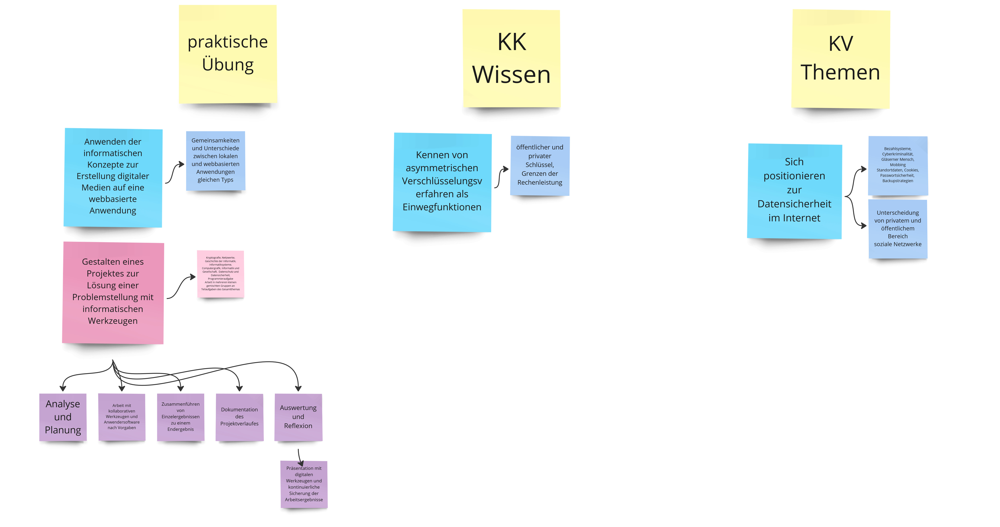 praktische
Übung
KK
Wissen
KV
Themen
Anwenden der
informatischen
Konzepte zur
Erstellung digitaler
Medien auf eine
webbasierte
Anwendung
Gemeinsamkeiten
und Unterschiede
zwischen lokalen
und webbasierten
Anwendungen
gleichen Typs
Kennen von
asymmetrischen
Verschlüsselungsv
erfahren als
Einwegfunktionen
öffentlicher und
privater
Schlüssel,
Grenzen der
Rechenleistung
Sich
positionieren
zur
Datensicherheit
im Internet
Bezahlsysteme,
Cyberkriminalität,
Gläserner Mensch,
Mobbing
Standortdaten, Cookies,
Passwortsicherheit,
Backupstrategien
Unterscheidung
von privatem und
öffentlichem
Bereich
soziale Netzwerke
Gestalten eines
Projektes zur
Lösung einer
Problemstellung mit
informatischen
Werkzeugen
Kryptografie, Netzwerke,
Geschichte der Informatik,
Informatiksysteme,
Computergrafik, Informatik und
Gesellschaft, Datenschutz und
Datensicherheit,
Programmieraufgabe
Arbeit in mehreren kleinen
gemischten Gruppen an
Teilaufgaben des Gesamtthemas
Analyse
und
Planung
Arbeit mit
kollaborativen
Werkzeugen und
Anwendersoftware
nach Vorgaben
Zusammenführen
von
Einzelergebnissen
zu einem
Endergebnis
Dokumentation
des
Projektverlaufes
Auswertung
und
Reflexion
Präsentation mit
digitalen
Werkzeugen und
kontinuierliche
Sicherung der
Arbeitsergebnisse